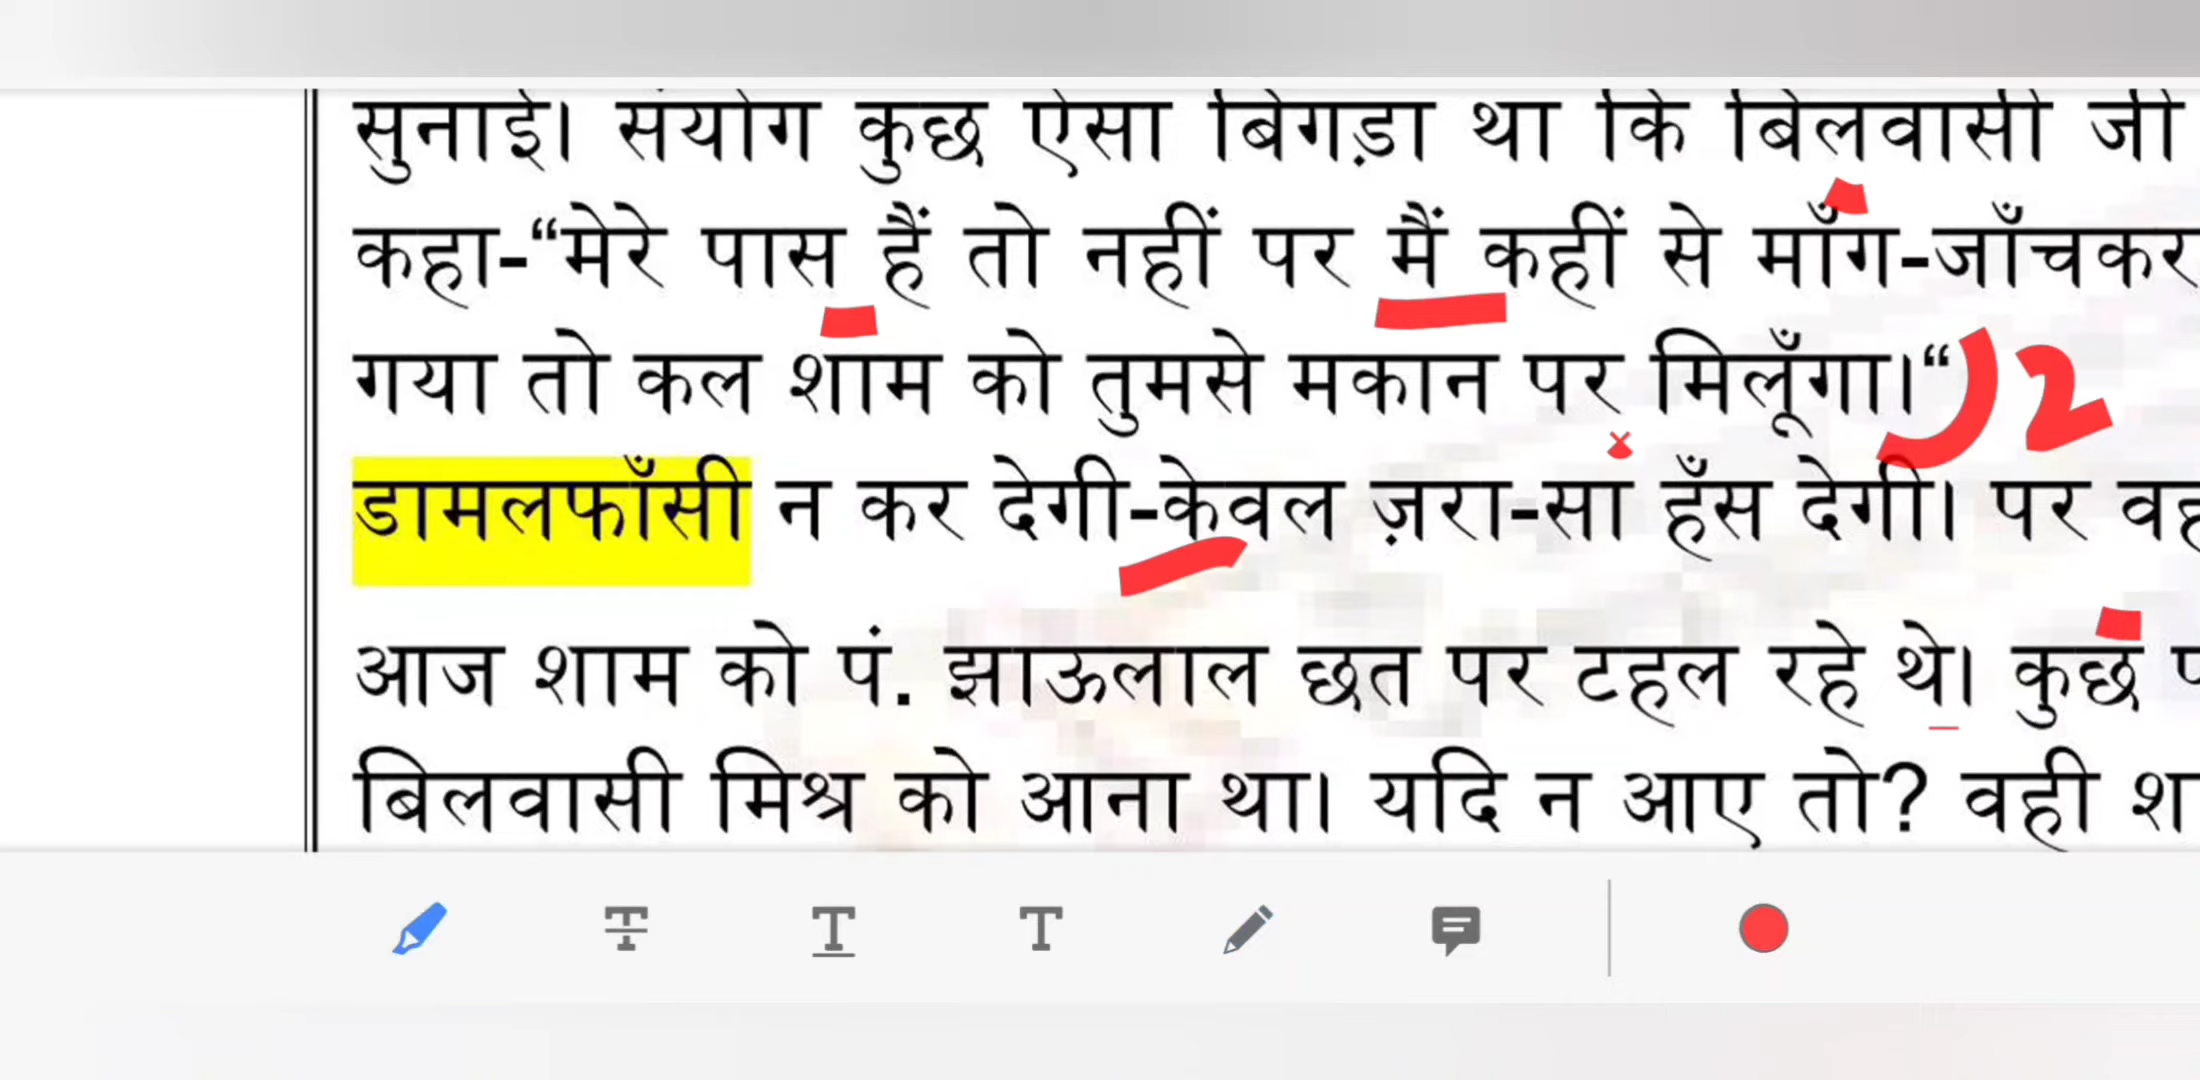 सुनाई। संयोग कुछ ऐसा बिगड़ा था कि बिलवासी जी
कहा-“मेरे पास हैं तो नहीं पर मैं कहीं से माँग-जाँचकर
गया तो कल शाम को तुमसे मकान पर मिलूँगा।“ 2
डामलफाँसी न कर देगी-केवल ज़रा-सा हँस देगी। पर वह
आज शाम को पं. झाऊलाल छत पर टहल रहे थे। कुछ
बिलवासी मिश्र को आना था। यदि न आए तो? वही